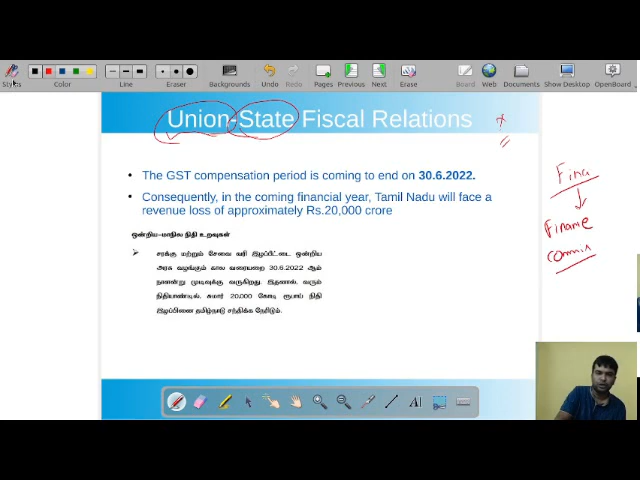 Stylus
Color
Line
Eraser
Backgrounds
Undo
Redo
Pages
Previous
Next
Erase
Board
Web
Documents
Show Desktop
OpenBoard
Union-State Fiscal Relations
• The GST compensation period is coming to end on 30.6.2022.
• Consequently, in the coming financial year, Tamil Nadu will face a
revenue loss of approximately Rs.20,000 crore
ஒன்றிய-மாநில நிதி உறவுகள்
➢ சரக்கு மற்றும் சேவை வரி இழப்பீட்டை ஒன்றிய
அரசு வழங்கும் கால வரையறை 30.6.2022 ஆம்
நாளன்று முடிவுக்கு வருகிறது. இதனால், வரும்
நிதியாண்டில், சுமார் 20,000 கோடி ரூபாய் நிதி
இழப்பினை தமிழ்நாடு சந்திக்க நேரிடும்.
Fina
Finance